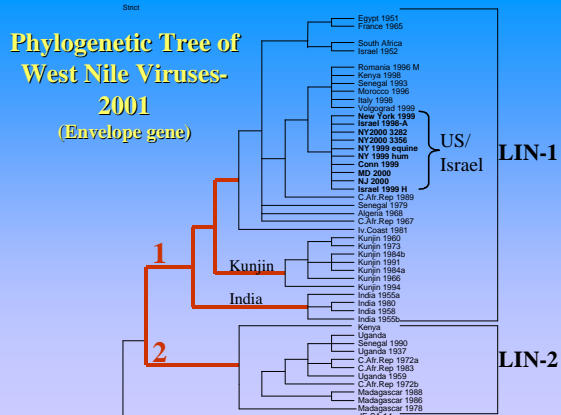 Strict
Phylogenetic Tree of
West Nile Viruses-
2001
(Envelope gene)
Egypt 1951
France 1965
South Africa
Israel 1952
Romania 1996 M
Kenya 1998
Senegal 1993
Morocco 1996
Italy 1998
Volgograd 1999
New York 1999
Israel 1998-A
NY2000 3282
NY2000 3356
NY 1999 equine
NY 1999 hum
Conn 1999
MD 2000
NJ 2000
Israel 1999 H
US/
Israel
LIN-1
C.Afr.Rep 1989
Senegal 1979
Algeria 1968
C.Afr.Rep 1967
Iv.Coast 1981
1
Kunjin
Kunjin 1960
Kunjin 1973
Kunjin 1984b
Kunjin 1991
Kunjin 1984a
Kunjin 1966
Kunjin 1994
India
India 1955a
India 1980
India 1958
India 1955b
2
Kenya
Uganda
Senegal 1990
Uganda 1937
C.Afr.Rep 1972a
C.Afr.Rep 1983
Uganda 1959
C.Afr.Rep 1972b
Madagascar 1988
Madagascar 1986
Madagascar 1978
LIN-2